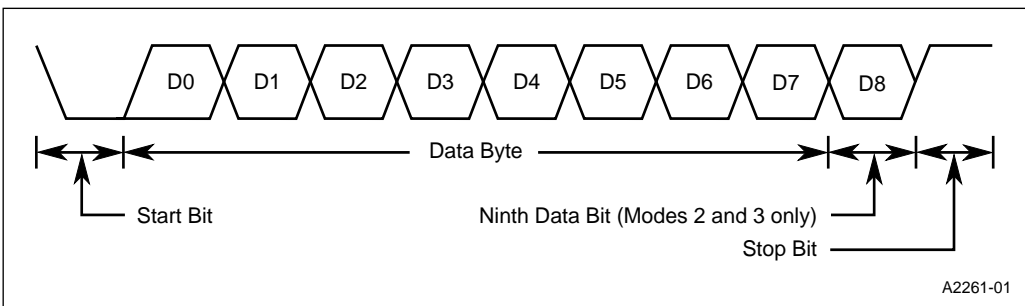 D0 D1 D2 D3 D4 D5 D6 D7 D8
Data Byte
Start Bit
Ninth Data Bit (Modes 2 and 3 only)
Stop Bit
A2261-01